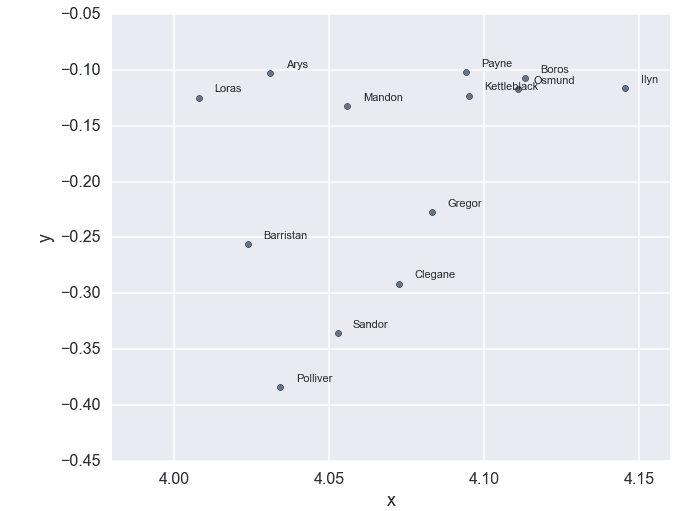 −0.05
−0.10
−0.15
−0.20
−0.25
−0.30
−0.35
−0.40
−0.45
y
Arys
Payne
Boros
Loras
Mandon
Kettleblack
Osmund
Ilyn
Gregor
Barristan
Clegane
Sandor
Polliver
4.00 4.05 4.10 4.15
x